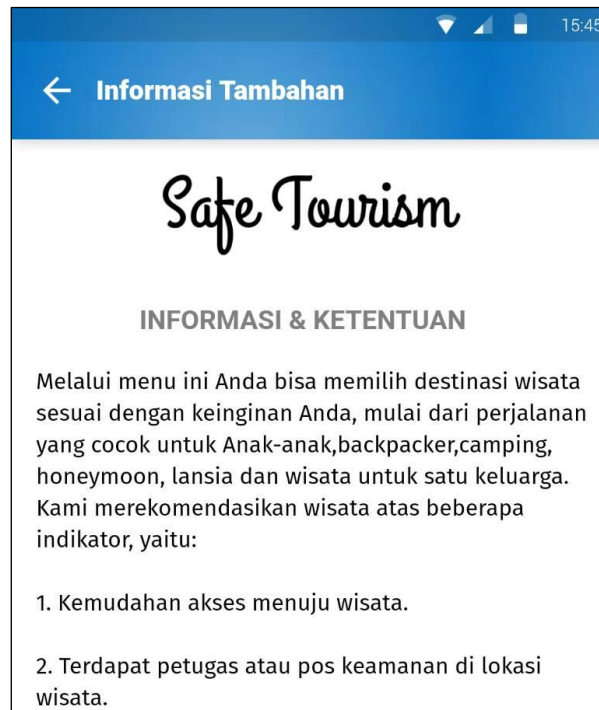 15:45
Informasi Tambahan
Safe Tourism
INFORMASI & KETENTUAN
Melalui menu ini Anda bisa memilih destinasi wisata
sesuai dengan keinginan Anda, mulai dari perjalanan
yang cocok untuk Anak-anak,backpacker,camping,
honeymoon, lansia dan wisata untuk satu keluarga.
Kami merekomendasikan wisata atas beberapa
indikator, yaitu:
1. Kemudahan akses menuju wisata.
2. Terdapat petugas atau pos keamanan di lokasi
wisata.